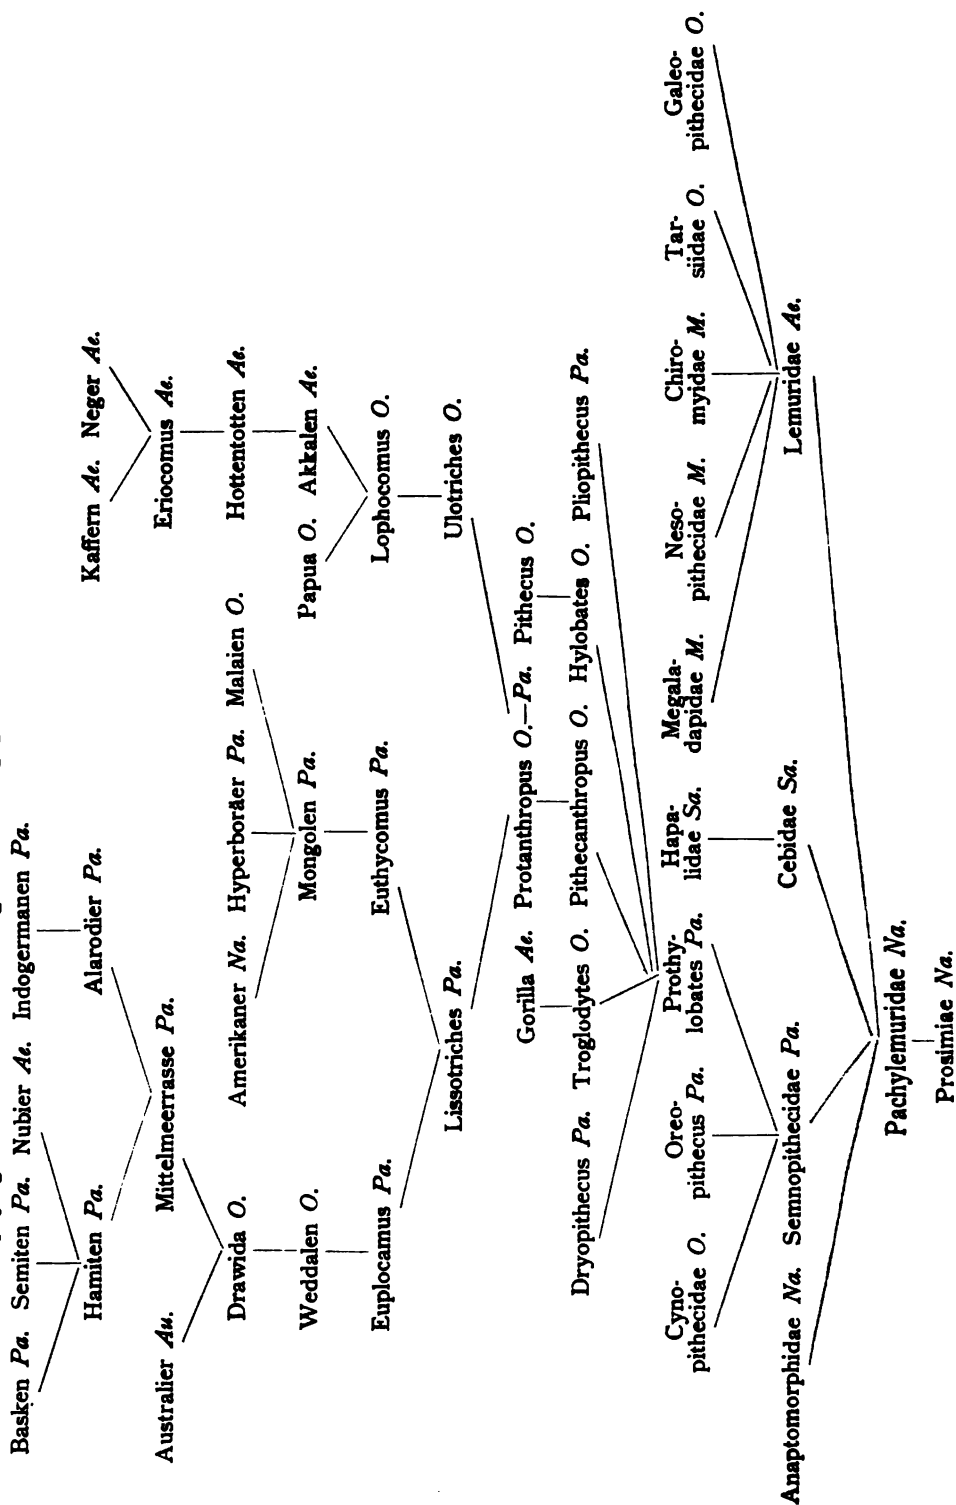 Basken Pa. Semiten Pa. Nubier Ae. Indogermanen Pa.
Hamiten Pa. Alarodier Pa. Kaffern Ae. Neger Ae.
Australier Au. Mittelmeerrasse Pa. Eriocomus Ae.
Drawida O. Amerikaner Na. Hyperboräer Pa. Malaien O. Hottentotten Ae.
Weddalen O. Mongolen Pa. Papua O. Akkalen Ae.
Euplocamus Pa. Euthycomus Pa. Lophocomus O.
Lissotriches Pa. Ulotriches O.
Gorilla Ae. Protanthropus O.—Pa. Pithecus O.
Dryopithecus Pa. Troglodytes O. Pithecanthropus O. Hylobates O. Pliopithecus Pa.
Cyno- Oreo- Prothy- Hapa- Megala- Neso- Chiro- Tar- Galeo-
pithecidae O. pithecus Pa. lobates Pa. lidae Sa. dapidae M. pithecidae M. myidae M. siidae O. pithecidae O.
Anaptomorphidae Na. Semnopithecidae Pa. Cebidae Sa. Lemuridae Ae.
Pachylemuridae Na.
Prosimiae Na.